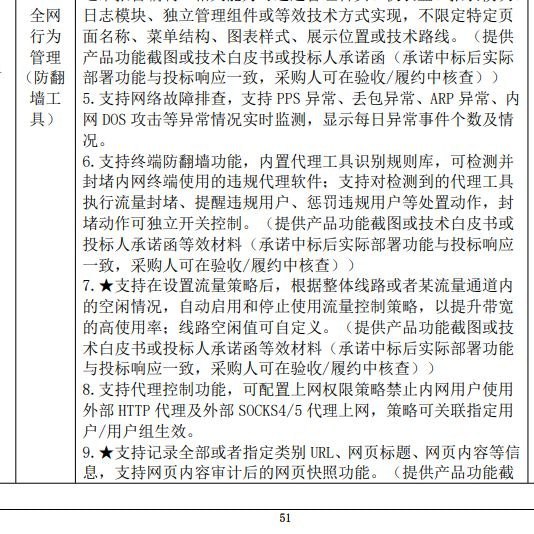 全网
行为
管理
（防翻
墙工
具）
日志模块、独立管理组件或等效技术方式实现，不限定特定页
面名称、菜单结构、图表样式、展示位置或技术路线。（提供
产品功能截图或技术白皮书或投标人承诺函（承诺中标后实际
部署功能与投标响应一致，采购人可在验收/履约中核查））
5.支持网络故障排查，支持 PPS 异常、丢包异常、ARP 异常、内
网 DOS 攻击等异常情况实时监测，显示每日异常事件个数及情
况。
6.支持终端防翻墙功能，内置代理工具识别规则库，可检测并
封堵内网终端使用的违规代理软件；支持对检测到的代理工具
执行流量封堵、提醒违规用户、惩罚违规用户等处置动作，封
堵动作可独立开关控制。（提供产品功能截图或技术白皮书或
投标人承诺函等效材料（承诺中标后实际部署功能与投标响应
一致，采购人可在验收/履约中核查））
7.★支持在设置流量策略后，根据整体线路或者某流量通道内
的空闲情况，自动启用和停止使用流量控制策略，以提升带宽
的高使用率；线路空闲值可自定义。（提供产品功能截图或技
术白皮书或投标人承诺函等效材料（承诺中标后实际部署功能
与投标响应一致，采购人可在验收/履约中核查））
8.支持代理控制功能，可配置上网权限策略禁止内网用户使用
外部 HTTP 代理及外部 SOCKS4/5 代理上网，策略可关联指定用
户/用户组生效。
9.★支持记录全部或者指定类别 URL、网页标题、网页内容等信
息，支持网页内容审计后的网页快照功能。（提供产品功能截
51